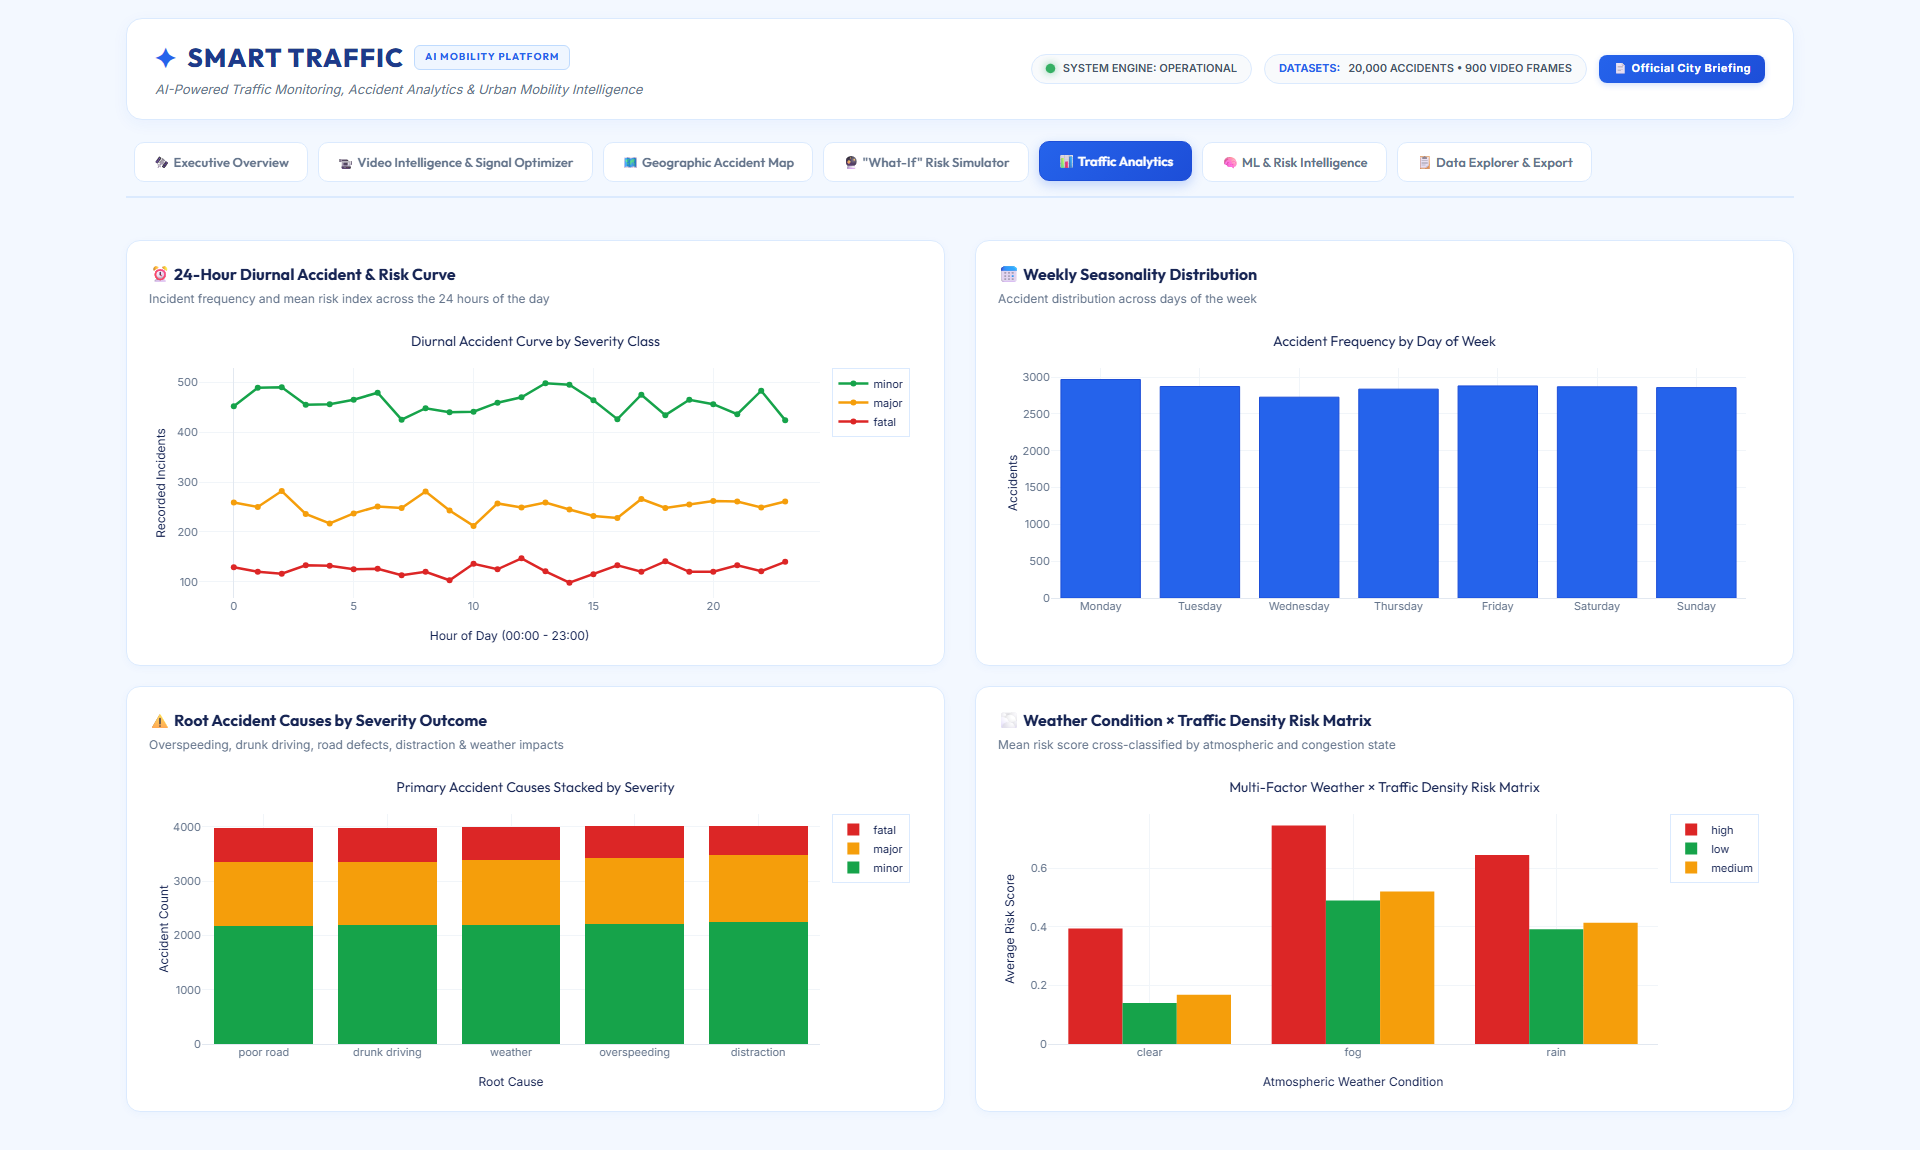 SMART TRAFFIC
AI MOBILITY PLATFORM
AI-Powered Traffic Monitoring, Accident Analytics & Urban Mobility Intelligence
SYSTEM ENGINE: OPERATIONAL
DATASETS: 20,000 ACCIDENTS • 900 VIDEO FRAMES
Official City Briefing
Executive Overview
Video Intelligence & Signal Optimizer
Geographic Accident Map
"What-If" Risk Simulator
Traffic Analytics
ML & Risk Intelligence
Data Explorer & Export
24-Hour Diurnal Accident & Risk Curve
Incident frequency and mean risk index across the 24 hours of the day
Diurnal Accident Curve by Severity Class
Recorded Incidents
500
400
300
200
100
0 5 10 15 20
Hour of Day (00:00 - 23:00)
minor
major
fatal
Weekly Seasonality Distribution
Accident distribution across days of the week
Accident Frequency by Day of Week
Accidents
3000
2500
2000
1500
1000
500
0
Monday Tuesday Wednesday Thursday Friday Saturday Sunday
Root Accident Causes by Severity Outcome
Overspeeding, drunk driving, road defects, distraction & weather impacts
Primary Accident Causes Stacked by Severity
Accident Count
4000
3000
2000
1000
0
poor road drunk driving weather overspeeding distraction
Root Cause
fatal
major
minor
Weather Condition × Traffic Density Risk Matrix
Mean risk score cross-classified by atmospheric and congestion state
Multi-Factor Weather × Traffic Density Risk Matrix
Average Risk Score
0.6
0.4
0.2
0
clear fog rain
Atmospheric Weather Condition
high
low
medium